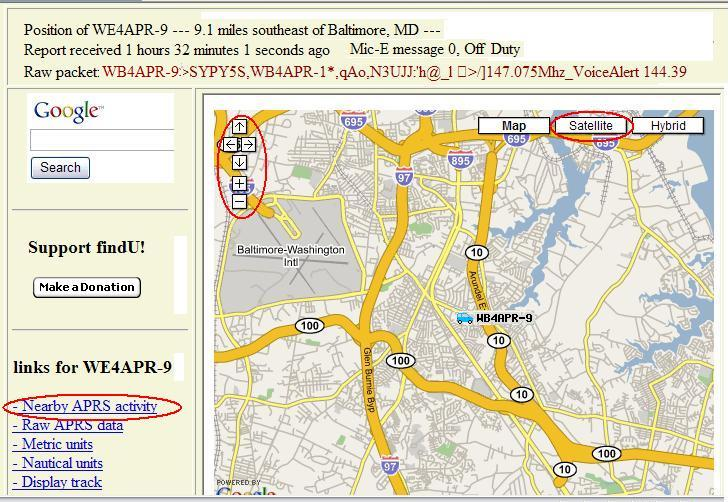 Position of WE4APR-9 --- 9.1 miles southeast of Baltimore, MD ---
Report received 1 hours 32 minutes 1 seconds ago Mic-E message 0, Off Duty
Raw packet: WB4APR-9:>SYPY5S,WB4APR-1*,qAo,N3UJJ:'h@_l □>/]147.075Mhz_VoiceAlert 144.39
Google™
Search
Support findU!
Make a Donation
links for WE4APR-9
- Nearby APRS activity
- Raw APRS data
- Metric units
- Nautical units
- Display track
Map
Satellite
Hybrid
695
695
695
895
97
Baltimore-Washington
Intl
10
Arundel E
WB4APR-9
100
10
100
Glen Burnie Byp
10
100
97
10
POWERED BY
Google